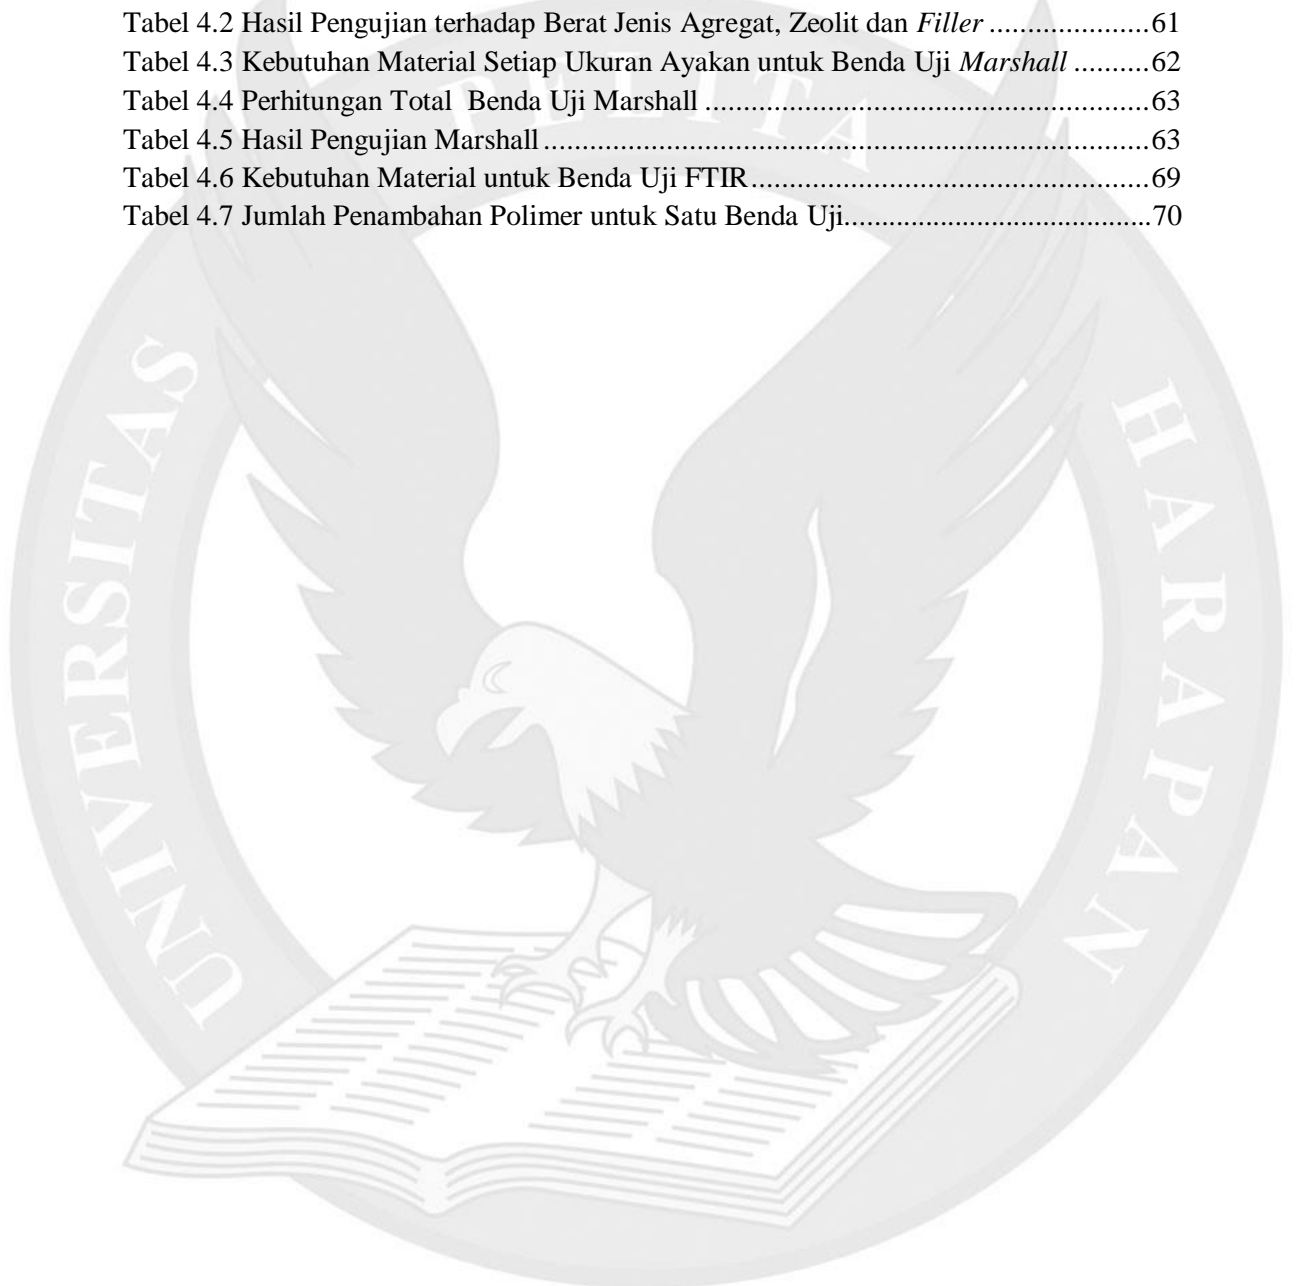 Tabel 4.2 Hasil Pengujian terhadap Berat Jenis Agregat, Zeolit dan Filler .....................61
Tabel 4.3 Kebutuhan Material Setiap Ukuran Ayakan untuk Benda Uji Marshall ..........62
Tabel 4.4 Perhitungan Total  Benda Uji Marshall ..........................................................63
Tabel 4.5 Hasil Pengujian Marshall ...............................................................................63
Tabel 4.6 Kebutuhan Material untuk Benda Uji FTIR....................................................69
Tabel 4.7 Jumlah Penambahan Polimer untuk Satu Benda Uji........................................70
UNIVERSITAS
PELITA
HARAPAN